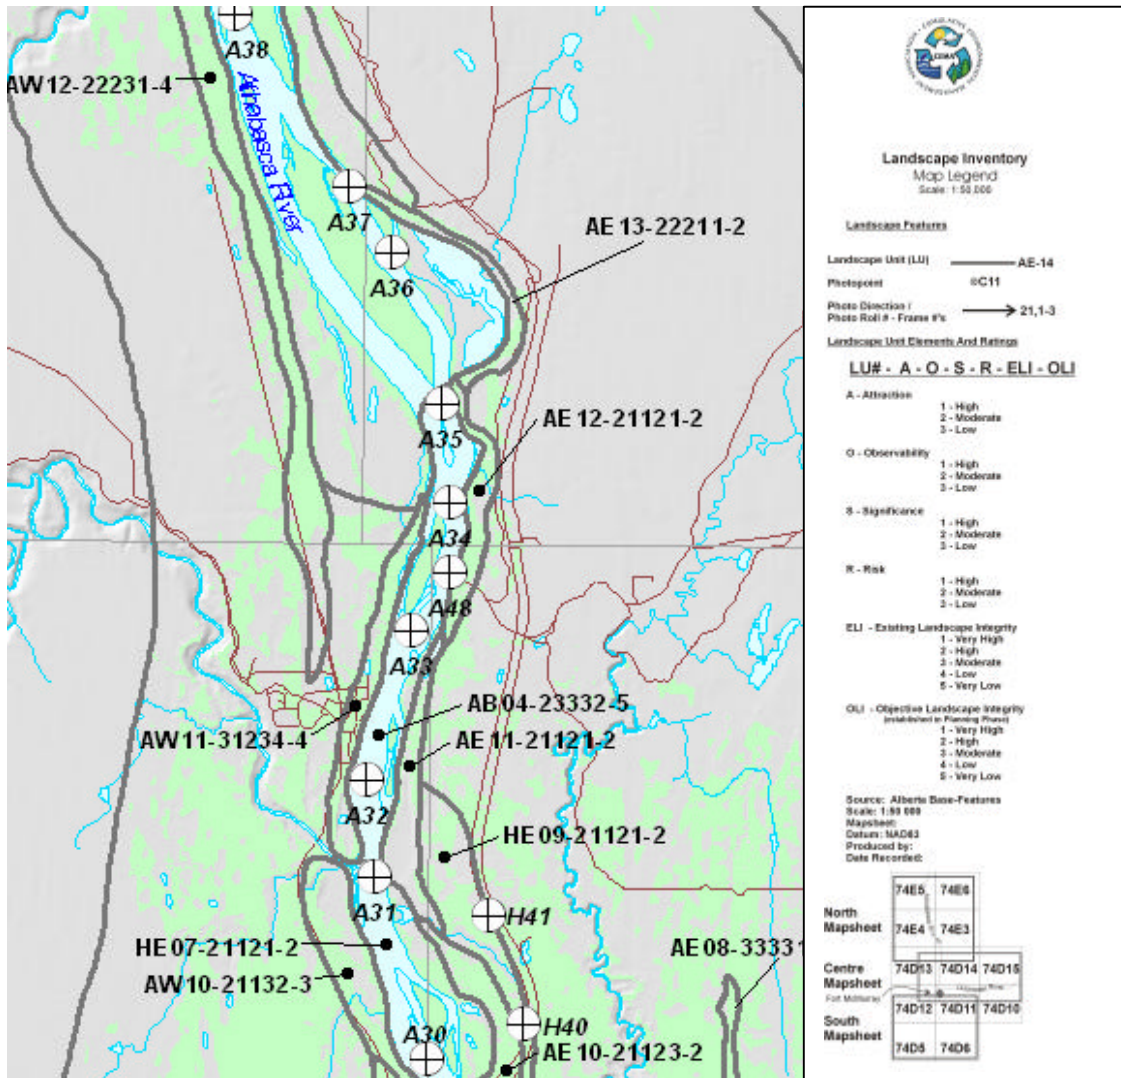 A38
AW 12-22231-4
Athabasca River
A37
AE 13-22211-2
A36
A35
AE 12-21121-2
A34
A48
A33
AB 04-23332-5
AW 11-31234-4
AE 11-21121-2
A32
HE 09-21121-2
A31
H41
HE 07-21121-2
AE 08-33331
AW 10-21132-3
A30
H40
AE 10-21123-2
Landscape Inventory
Map Legend
Scale: 1:50,000
Landscape Features
Landscape Unit (LU) AE-14
Photopoint C11
Photo Direction /
Photo Roll # - Frame #'s 21,1-3
Landscape Unit Elements And Ratings
LU# - A - O - S - R - ELI - OLI
A - Attraction
1 - High
2 - Moderate
3 - Low
O - Observability
1 - High
2 - Moderate
3 - Low
S - Significance
1 - High
2 - Moderate
3 - Low
R - Risk
1 - High
2 - Moderate
3 - Low
ELI - Existing Landscape Integrity
1 - Very High
2 - High
3 - Moderate
4 - Low
5 - Very Low
OLI - Objective Landscape Integrity
(established in Planning Phase)
1 - Very High
2 - High
3 - Moderate
4 - Low
5 - Very Low
Source: Alberta Base-Features
Scale: 1:50 000
Mapsheet:
Datum: NAD83
Produced by:
Date Recorded:
74E5 74E6
North
Mapsheet
74E4 74E3
Centre
Mapsheet
74D13 74D14 74D15
Fort McMurray
74D12 74D11 74D10
South
Mapsheet
74D5 74D6